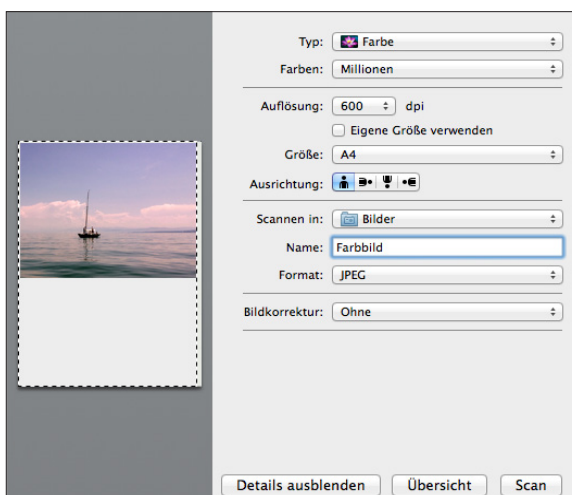 Typ: Farbe
Farben: Millionen
Auflösung: 600 dpi
Eigene Größe verwenden
Größe: A4
Ausrichtung:
Scannen in: Bilder
Name: Farbbild
Format: JPEG
Bildkorrektur: Ohne
Details ausblenden Übersicht Scan